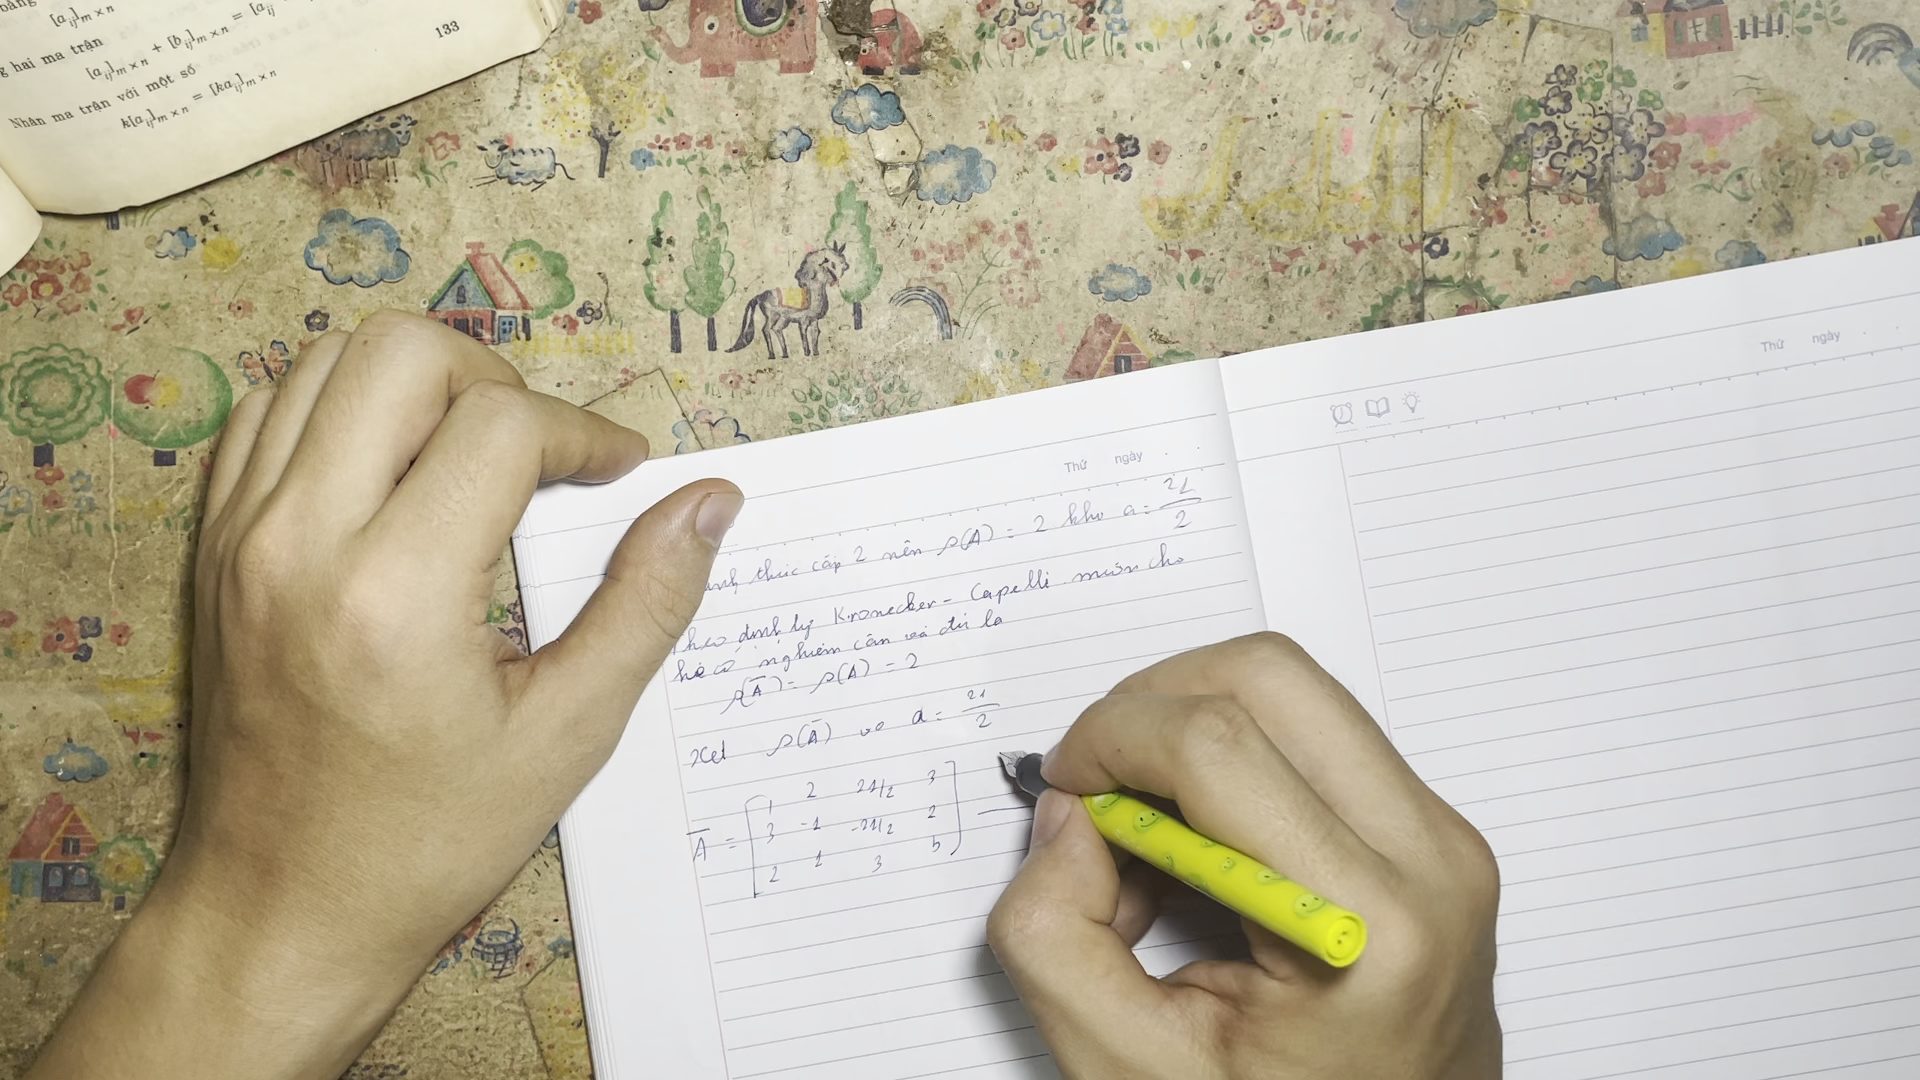 bảng
[a_ij]_m×n
g hai ma trận
[a_ij]_m×n + [b_ij]_m×n = [a_ij
133
Nhân ma trận với một số
k[a_ij]_m×n = [ka_ij]_m×n
Thứ ngày
thức cấp 2 nên ρ(A) = 2 khi a = 21/2
Theo định lý Kronecker - Capelli muốn cho
hệ có nghiệm cần và đủ là
ρ(Ā) = ρ(A) = 2
Xét ρ(Ā) và a = 21/2
Ā =
1 2 21/2 3
3 -1 -21/2 2
2 1 3 b
Thứ ngày